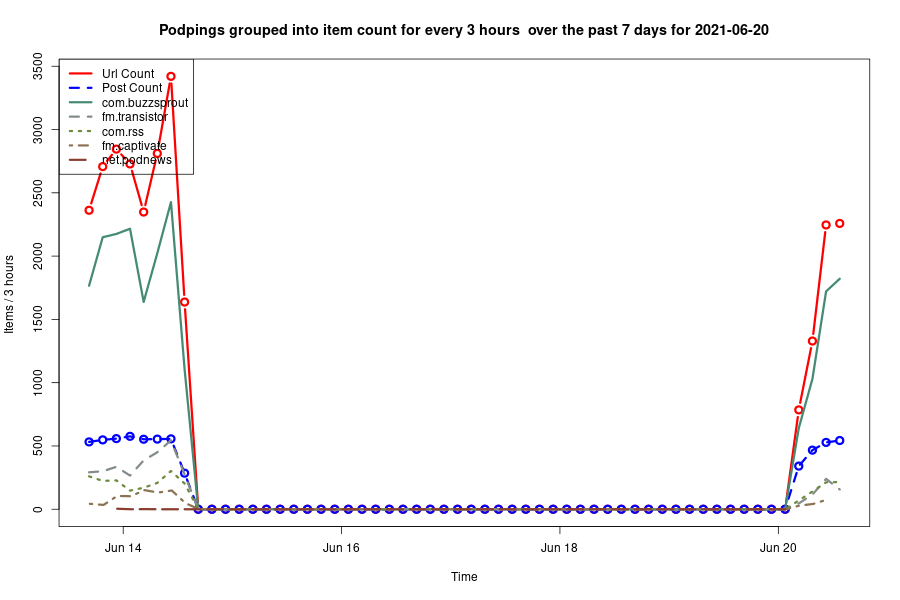 Podpings grouped into item count for every 3 hours  over the past 7 days for 2021-06-20
Url Count
Post Count
com.buzzsprout
fm.transistor
com.rss
fm.captivate
net.podnews
3500
3000
2500
2000
1500
1000
500
0
Items / 3 hours
Jun 14
Jun 16
Jun 18
Jun 20
Time